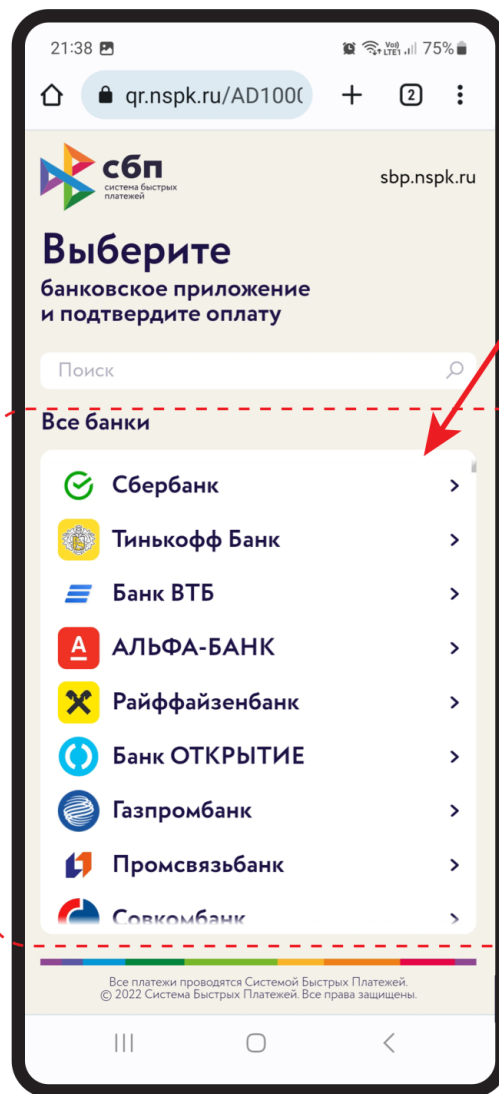 21:38
Vo)) LTE1 75%
qr.nspk.ru/AD100(
2
сбп
система быстрых
платежей
sbp.nspk.ru
Выберите
банковское приложение
и подтвердите оплату
Поиск
Все банки
Сбербанк
Тинькофф Банк
Банк ВТБ
А АЛЬФА-БАНК
Райффайзенбанк
Банк ОТКРЫТИЕ
Газпромбанк
Промсвязьбанк
Совкомбанк
Все платежи проводятся Системой Быстрых Платежей.
© 2022 Система Быстрых Платежей. Все права защищены.